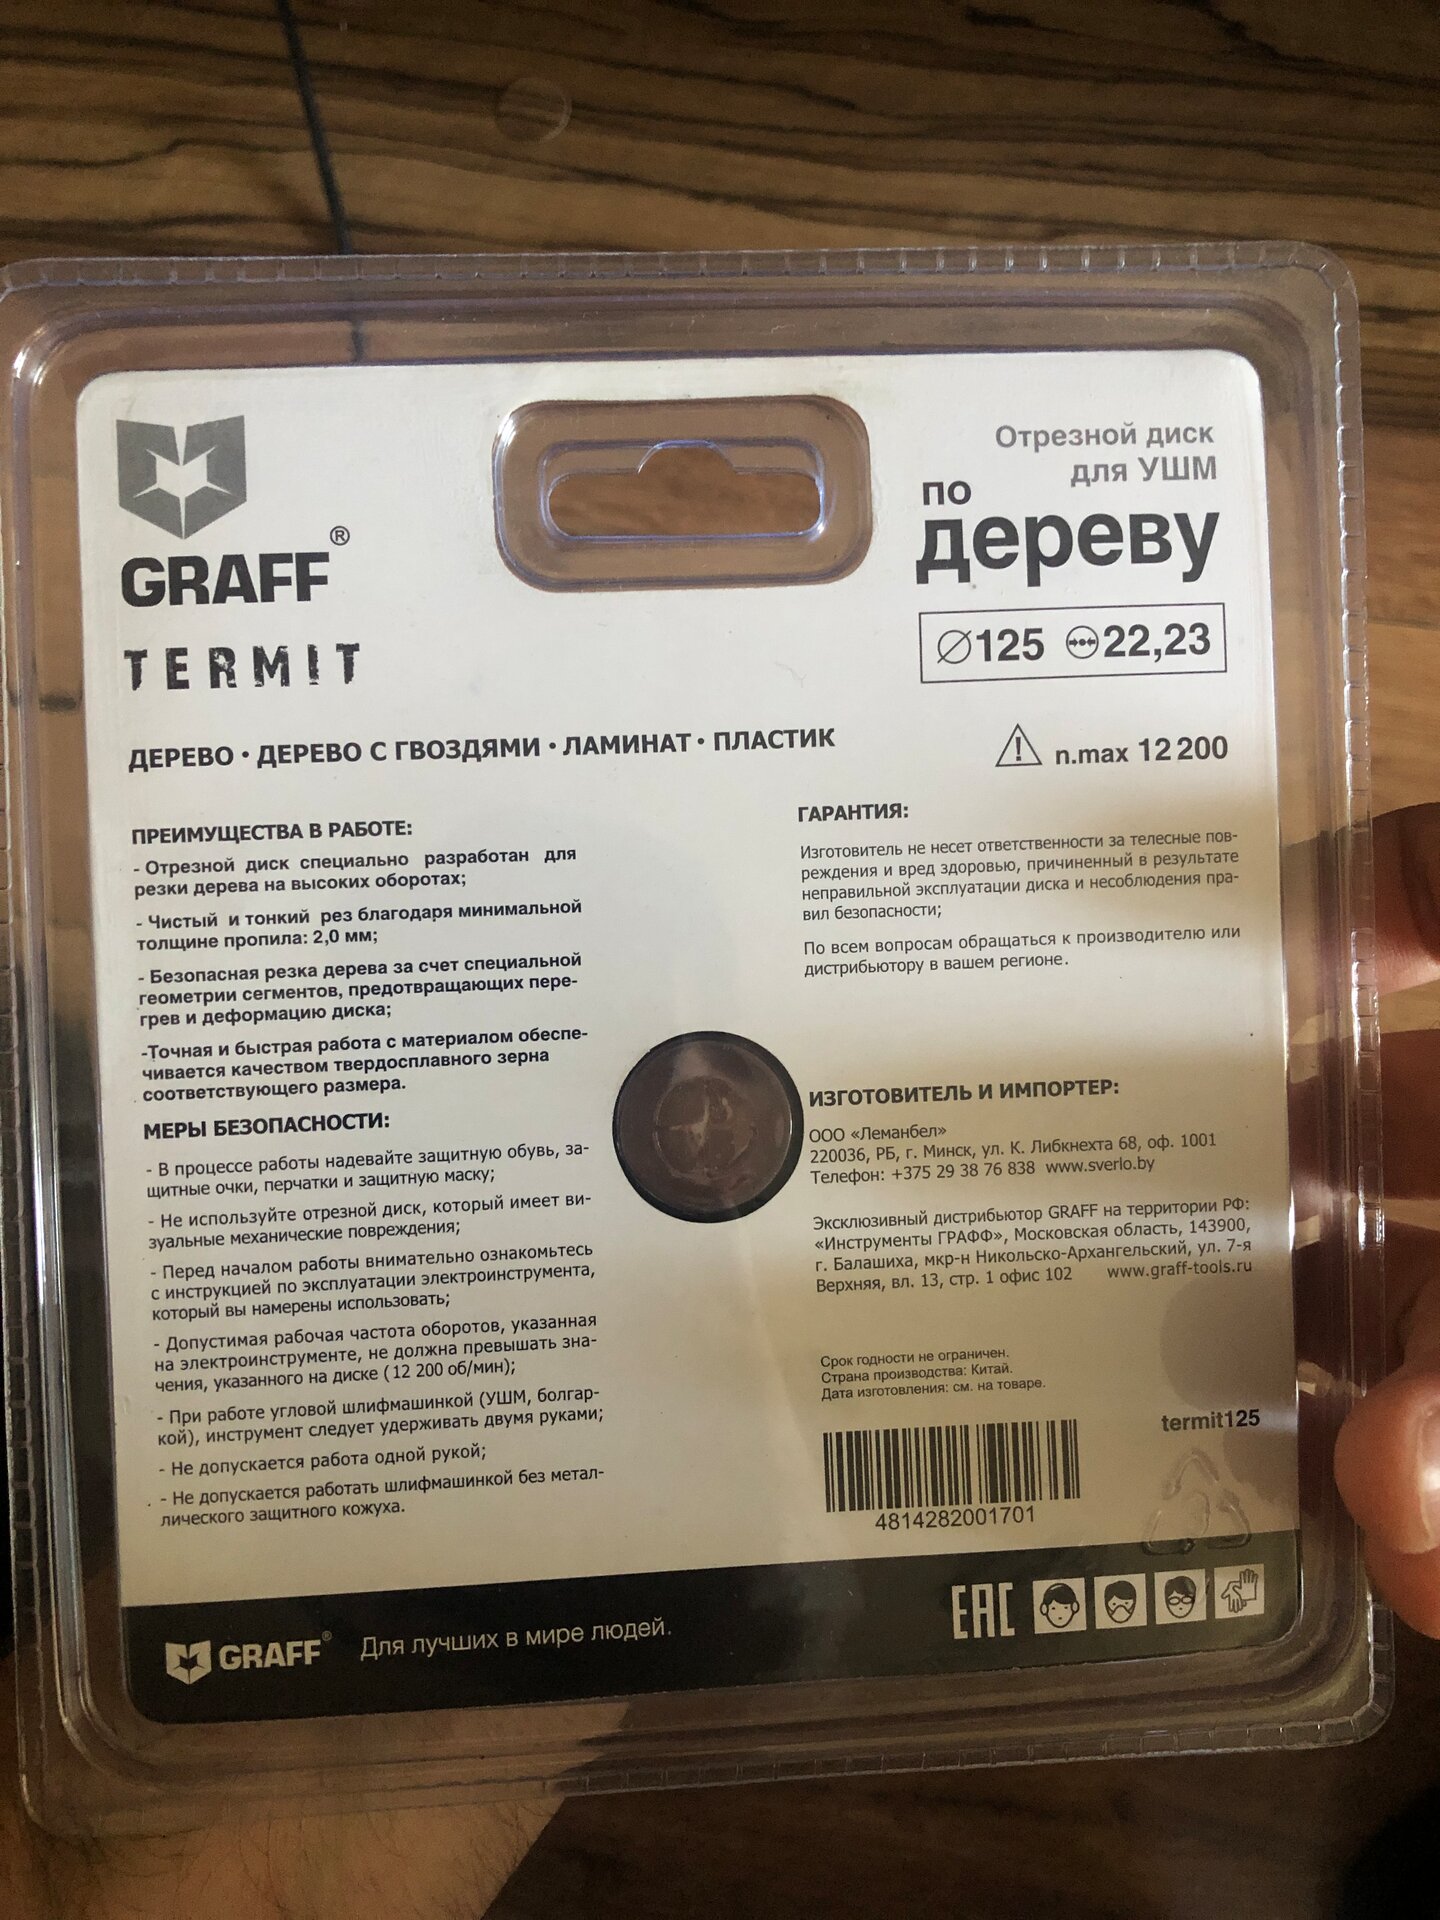 GRAFF®
TERMIT
Отрезной диск
для УШМ
по
дереву
⌀125 22,23
ДЕРЕВО • ДЕРЕВО С ГВОЗДЯМИ • ЛАМИНАТ • ПЛАСТИК
n.max 12 200
ПРЕИМУЩЕСТВА В РАБОТЕ:
- Отрезной диск специально разработан для
резки дерева на высоких оборотах;
- Чистый и тонкий рез благодаря минимальной
толщине пропила: 2,0 мм;
- Безопасная резка дерева за счет специальной
геометрии сегментов, предотвращающих пере-
грев и деформацию диска;
-Точная и быстрая работа с материалом обеспе-
чивается качеством твердосплавного зерна
соответствующего размера.
МЕРЫ БЕЗОПАСНОСТИ:
- В процессе работы надевайте защитную обувь, за-
щитные очки, перчатки и защитную маску;
- Не используйте отрезной диск, который имеет ви-
зуальные механические повреждения;
- Перед началом работы внимательно ознакомьтесь
с инструкцией по эксплуатации электроинструмента,
который вы намерены использовать;
- Допустимая рабочая частота оборотов, указанная
на электроинструменте, не должна превышать зна-
чения, указанного на диске (12 200 об/мин);
- При работе угловой шлифмашинкой (УШМ, болгар-
кой), инструмент следует удерживать двумя руками;
- Не допускается работа одной рукой;
- Не допускается работать шлифмашинкой без метал-
лического защитного кожуха.
ГАРАНТИЯ:
Изготовитель не несет ответственности за телесные пов-
реждения и вред здоровью, причиненный в результате
неправильной эксплуатации диска и несоблюдения пра-
вил безопасности;
По всем вопросам обращаться к производителю или
дистрибьютору в вашем регионе.
ИЗГОТОВИТЕЛЬ И ИМПОРТЕР:
ООО «Леманбел»
220036, РБ, г. Минск, ул. К. Либкнехта 68, оф. 1001
Телефон: +375 29 38 76 838 www.sverlo.by
Эксклюзивный дистрибьютор GRAFF на территории РФ:
«Инструменты ГРАФФ», Московская область, 143900,
г. Балашиха, мкр-н Никольско-Архангельский, ул. 7-я
Верхняя, вл. 13, стр. 1 офис 102 www.graff-tools.ru
Срок годности не ограничен.
Страна производства: Китай.
Дата изготовления: см. на товаре.
termit125
4814282001701
GRAFF® Для лучших в мире людей.
EAC